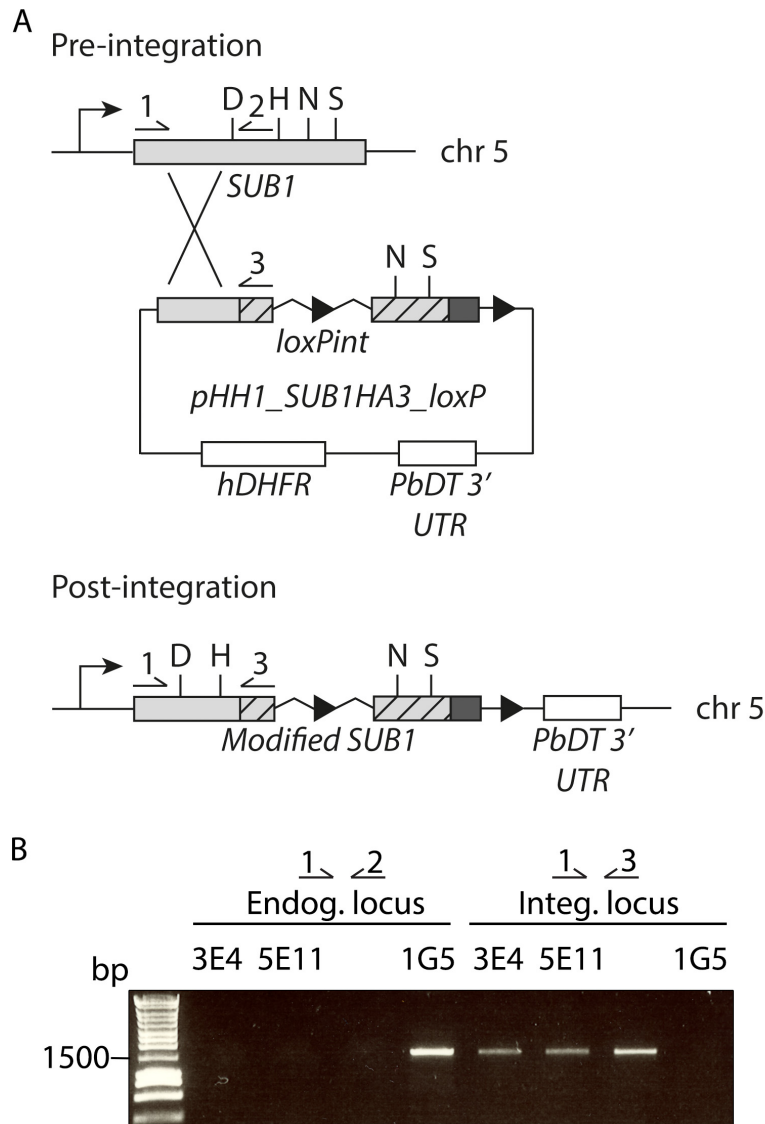 A
Pre-integration
1 D 2 H N S
chr 5
SUB1
3 N S
loxPint
pHH1_SUB1HA3_loxP
hDHFR PbDT 3′
UTR
Post-integration
1 D H 3 N S
chr 5
Modified SUB1 PbDT 3′
UTR
B
1 2 1 3
Endog. locus Integ. locus
bp 3E4 5E11 1G5 3E4 5E11 1G5
1500